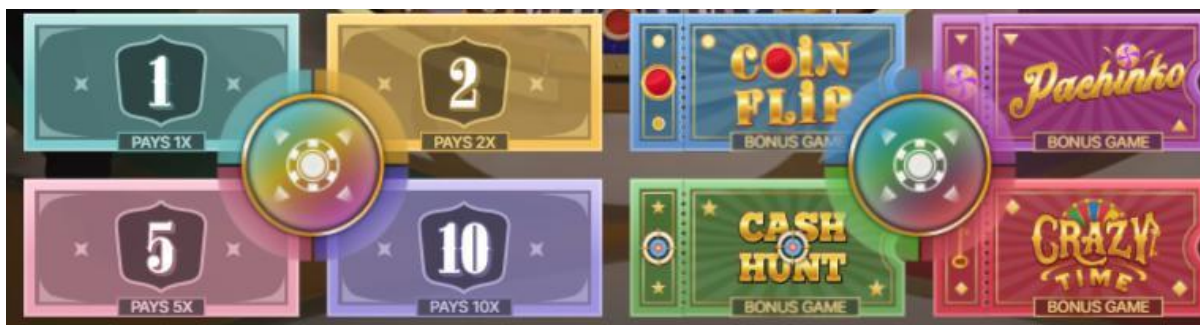 1
PAYS 1X
2
PAYS 2X
COiN
FLiP
BONUS GAME
Pachinko
BONUS GAME
5
PAYS 5X
10
PAYS 10X
CASH
HUNT
BONUS GAME
CRAZY
TIME
BONUS GAME